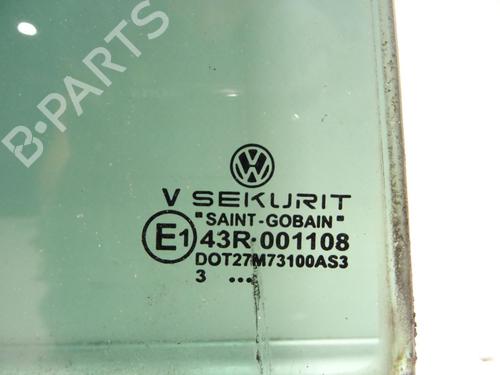 B-PARTS
VW
V SEKURIT
"SAINT-GOBAIN"
E1 43R-001108
DOT27M73100AS3
3 ...